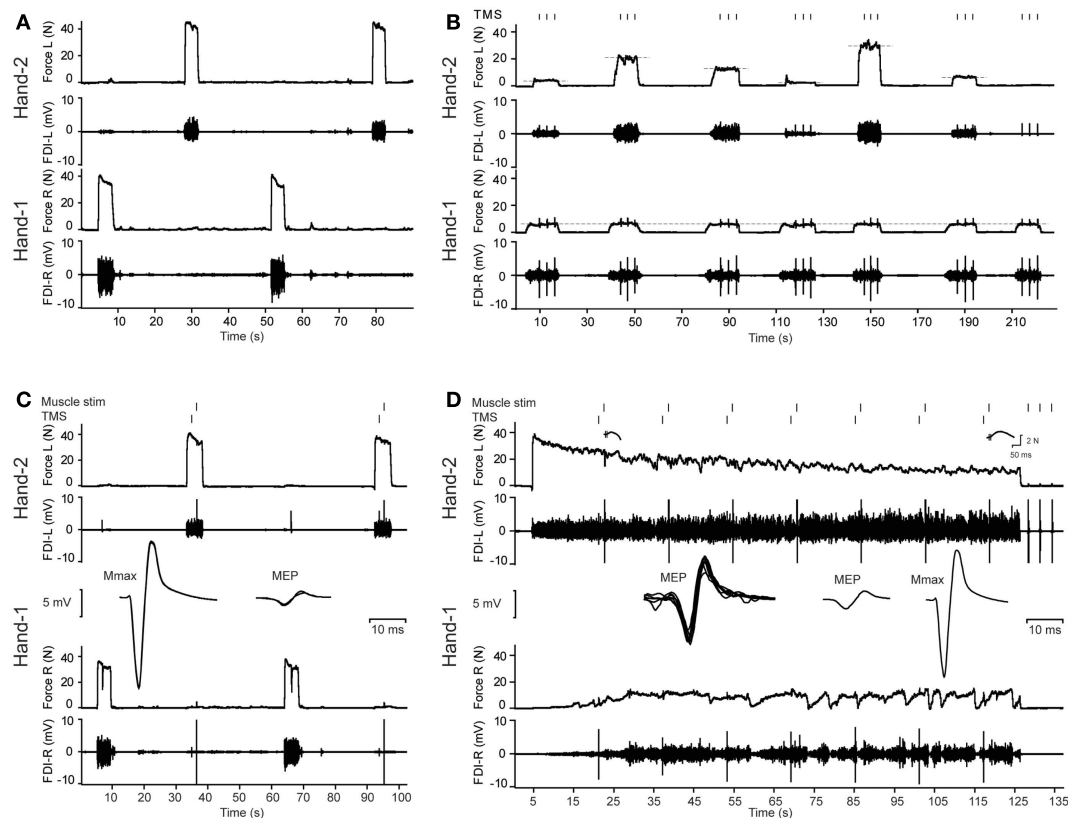 A
Hand-2
Force L (N)
40
20
0
FDI-L (mV)
10
0
-10
Hand-1
Force R (N)
40
20
0
FDI-R (mV)
10
0
-10
10 20 30 40 50 60 70 80
Time (s)
B
TMS
Hand-2
Force L (N)
40
20
0
FDI-L (mV)
10
0
-10
Hand-1
Force R (N)
40
20
0
FDI-R (mV)
10
0
-10
10 30 50 70 90 110 130 150 170 190 210
Time (s)
C
Muscle stim
TMS
Hand-2
Force L (N)
40
20
0
FDI-L (mV)
10
0
-10
Mmax
MEP
5 mV
10 ms
Hand-1
Force R (N)
40
20
0
FDI-R (mV)
10
0
-10
10 20 30 40 50 60 70 80 90 100
Time (s)
D
Muscle stim
TMS
Hand-2
Force L (N)
40
20
0
2 N
50 ms
FDI-L (mV)
10
0
-10
MEP
MEP
Mmax
5 mV
10 ms
Hand-1
Force R (N)
40
20
0
FDI-R (mV)
10
0
-10
5 15 25 35 45 55 65 75 85 95 105 115 125 135
Time (s)